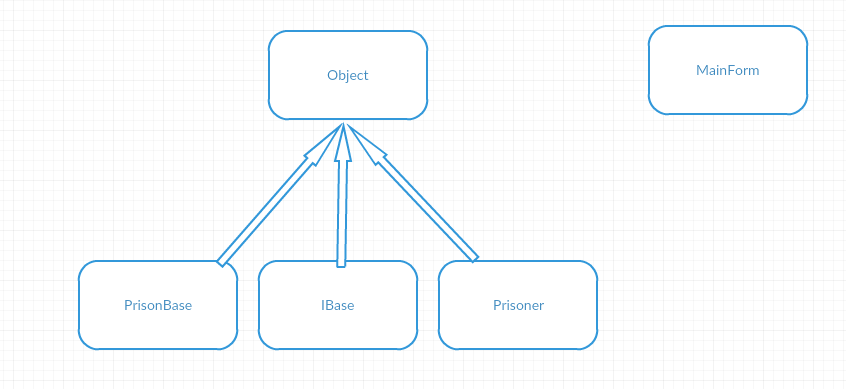 Object
MainForm
PrisonBase
IBase
Prisoner